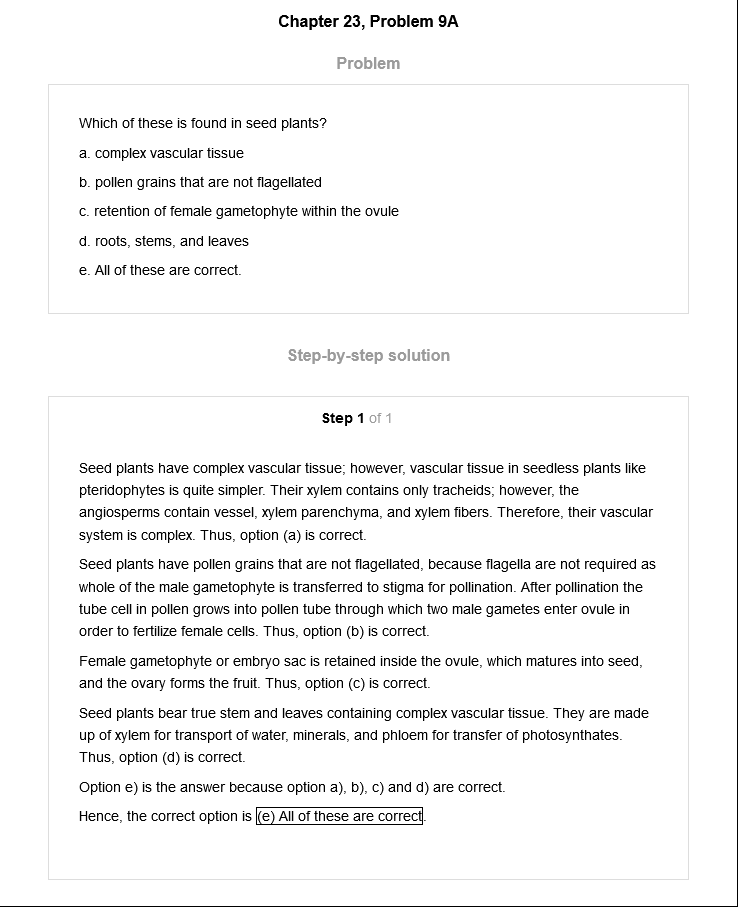 Chapter 23, Problem 9A
Problem
Which of these is found in seed plants?
a. complex vascular tissue
b. pollen grains that are not flagellated
c. retention of female gametophyte within the ovule
d. roots, stems, and leaves
e. All of these are correct.
Step-by-step solution
Step 1 of 1
Seed plants have complex vascular tissue; however, vascular tissue in seedless plants like
pteridophytes is quite simpler. Their xylem contains only tracheids; however, the
angiosperms contain vessel, xylem parenchyma, and xylem fibers. Therefore, their vascular
system is complex. Thus, option (a) is correct.
Seed plants have pollen grains that are not flagellated, because flagella are not required as
whole of the male gametophyte is transferred to stigma for pollination. After pollination the
tube cell in pollen grows into pollen tube through which two male gametes enter ovule in
order to fertilize female cells. Thus, option (b) is correct.
Female gametophyte or embryo sac is retained inside the ovule, which matures into seed,
and the ovary forms the fruit. Thus, option (c) is correct.
Seed plants bear true stem and leaves containing complex vascular tissue. They are made
up of xylem for transport of water, minerals, and phloem for transfer of photosynthates.
Thus, option (d) is correct.
Option e) is the answer because option a), b), c) and d) are correct.
Hence, the correct option is (e) All of these are correct.